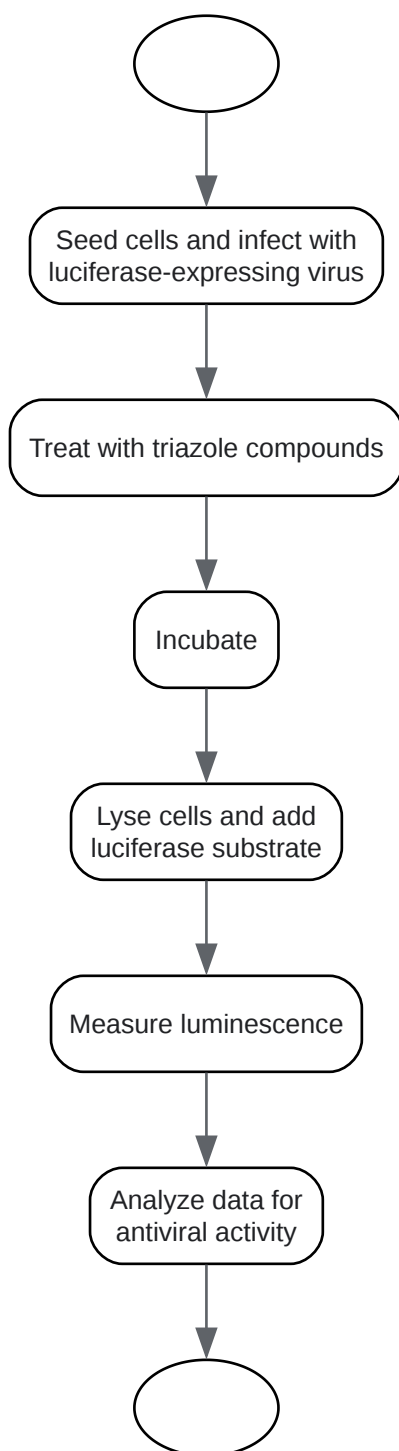 Seed cells and infect with
luciferase-expressing virus
Treat with triazole compounds
Incubate
Lyse cells and add
luciferase substrate
Measure luminescence
Analyze data for
antiviral activity